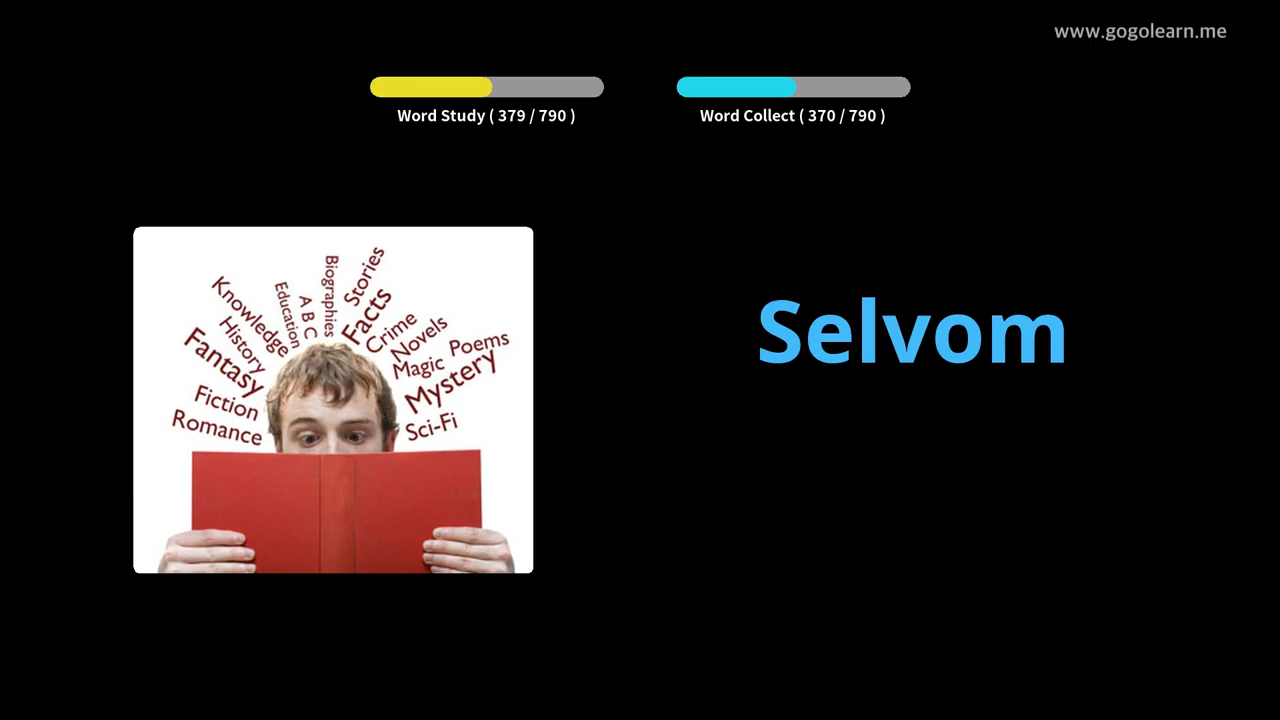 www.gogolearn.me
Word Study ( 379 / 790 )
Word Collect ( 370 / 790 )
Selvom
Romance
Fiction
Fantasy
History
Knowledge
Education
A B C
Biographies
Stories
Facts
Crime
Novels
Magic
Poems
Mystery
Sci-Fi